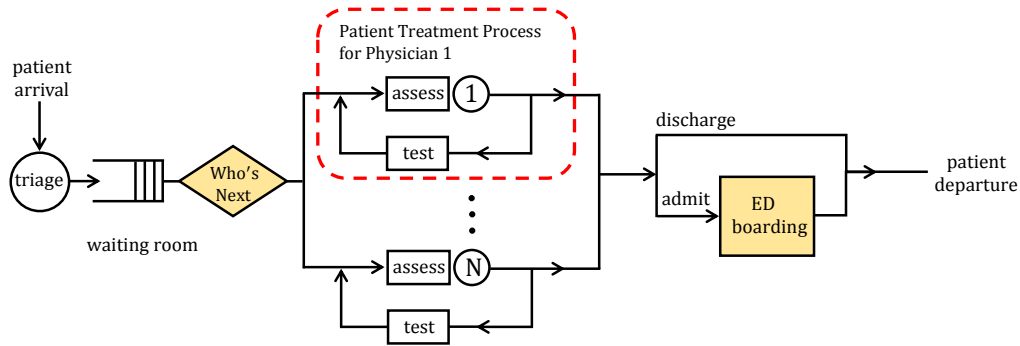 patient
arrival
triage
waiting room
Who's
Next
Patient Treatment Process
for Physician 1
assess
1
test
assess
N
test
discharge
admit
ED
boarding
patient
departure